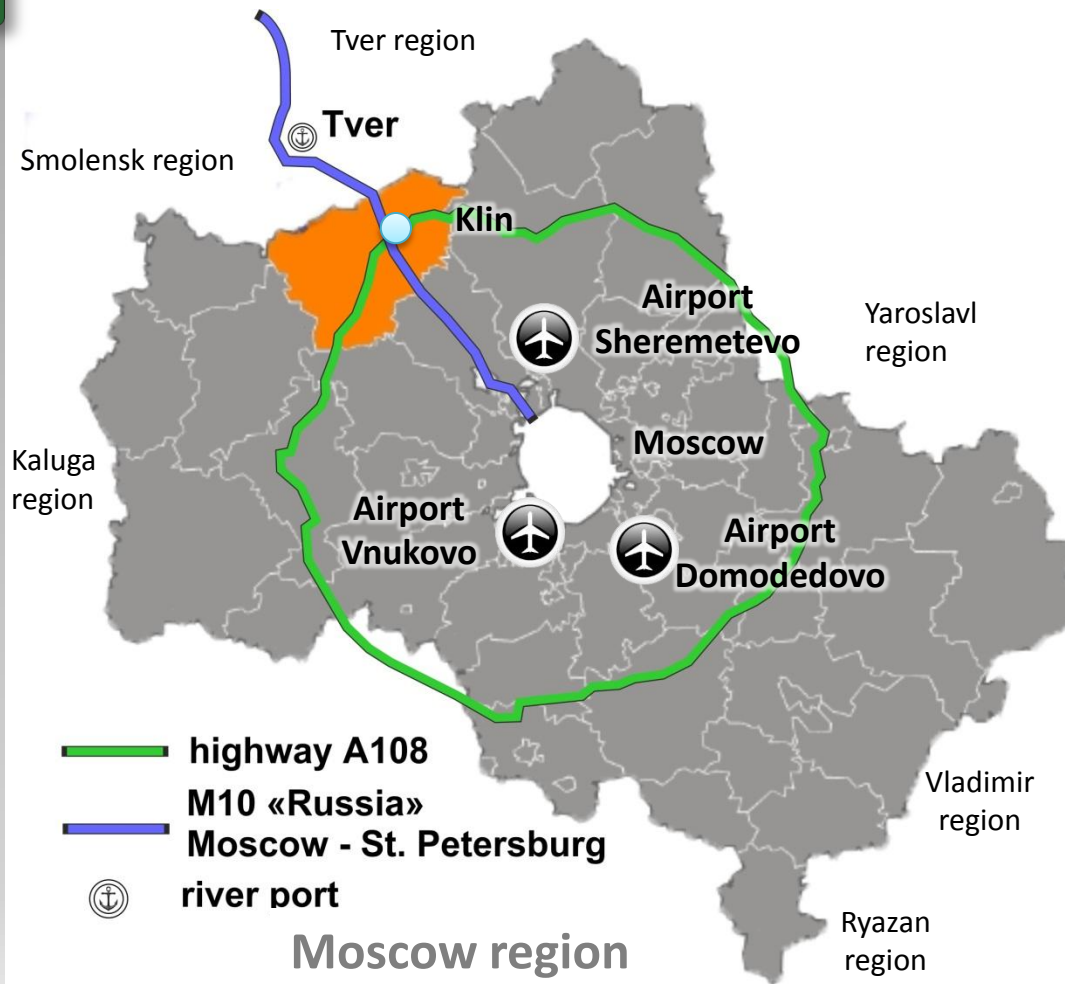 Tver region
Tver
Smolensk region
Klin
Airport
Sheremetevo
Yaroslavl
region
Moscow
Kaluga
region
Airport
Vnukovo
Airport
Domodedovo
highway A108
M10 «Russia»
Moscow - St. Petersburg
river port
Vladimir
region
Ryazan
region
Moscow region